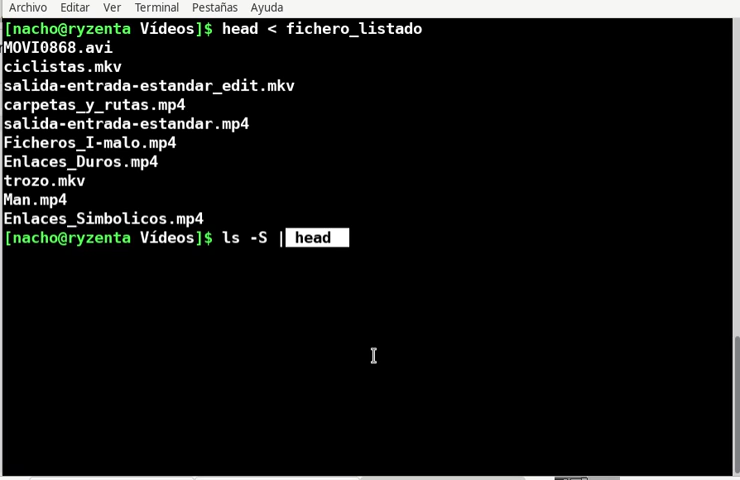 Archivo Editar Ver Terminal Pestañas Ayuda
[nacho@ryzenta Vídeos]$ head < fichero_listado
MOVI0868.avi
ciclistas.mkv
salida-entrada-estandar_edit.mkv
carpetas_y_rutas.mp4
salida-entrada-estandar.mp4
Ficheros_I-malo.mp4
Enlaces_Duros.mp4
trozo.mkv
Man.mp4
Enlaces_Simbolicos.mp4
[nacho@ryzenta Vídeos]$ ls -S | head